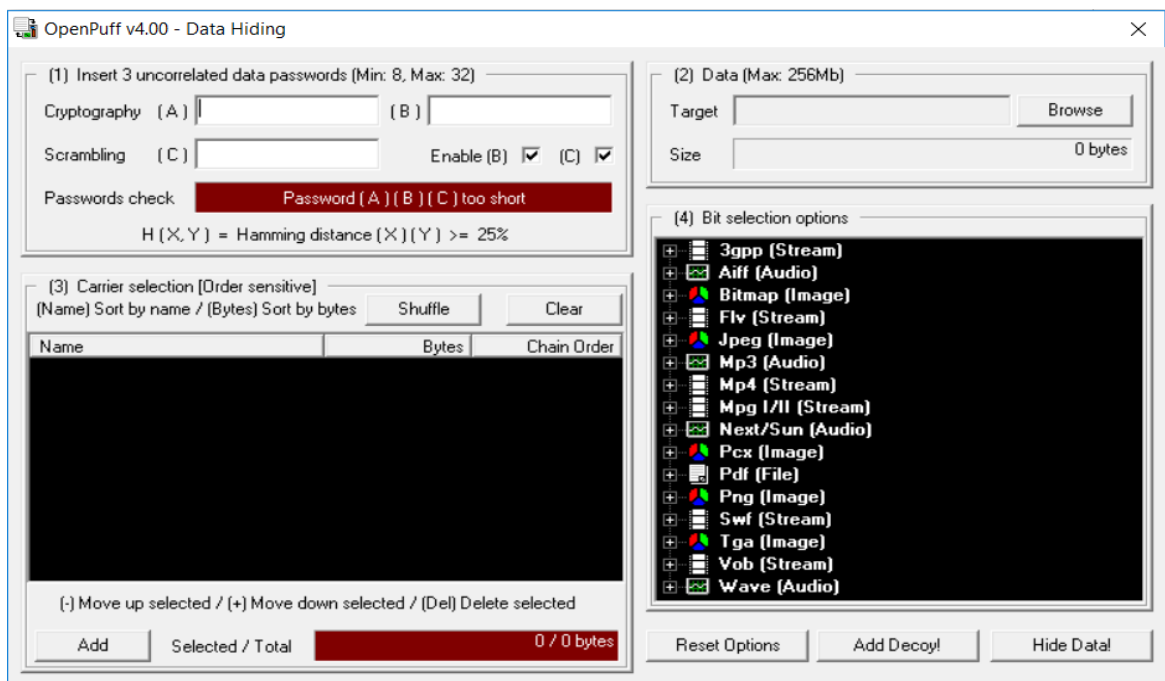 OpenPuff v4.00 - Data Hiding
(1) Insert 3 uncorrelated data passwords (Min: 8, Max: 32)
Cryptography (A) (B)
Scrambling (C) Enable (B) (C)
Passwords check Password (A) (B) (C) too short
H (X, Y) = Hamming distance (X) (Y) >= 25%
(2) Data (Max: 256Mb)
Target Browse
Size 0 bytes
(3) Carrier selection [Order sensitive]
(Name) Sort by name / (Bytes) Sort by bytes Shuffle Clear
Name Bytes Chain Order
(-) Move up selected / (+) Move down selected / (Del) Delete selected
Add Selected / Total 0 / 0 bytes
(4) Bit selection options
3gpp (Stream)
Aiff (Audio)
Bitmap (Image)
Flv (Stream)
Jpeg (Image)
Mp3 (Audio)
Mp4 (Stream)
Mpg I/II (Stream)
Next/Sun (Audio)
Pcx (Image)
Pdf (File)
Png (Image)
Swf (Stream)
Tga (Image)
Vob (Stream)
Wave (Audio)
Reset Options Add Decoy! Hide Data!